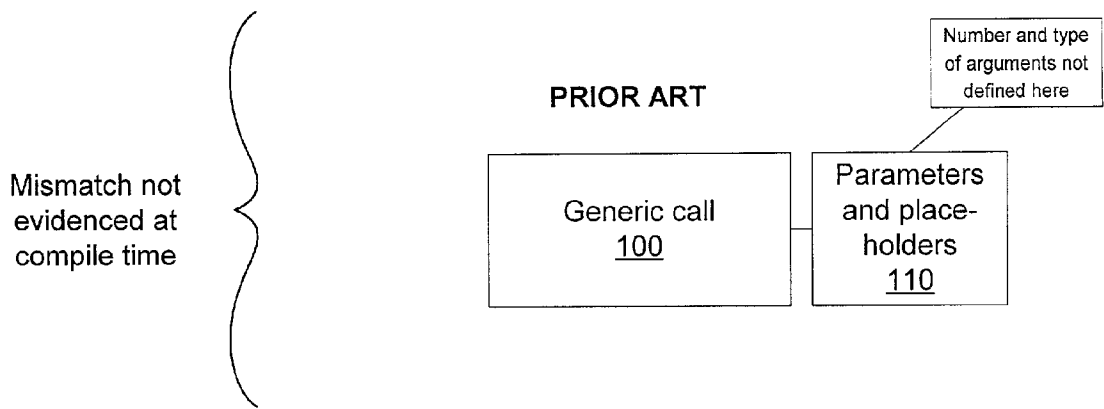 Number and type
of arguments not
defined here
PRIOR ART
Mismatch not
evidenced at
compile time
Generic call
100
Parameters
and place-
holders
110